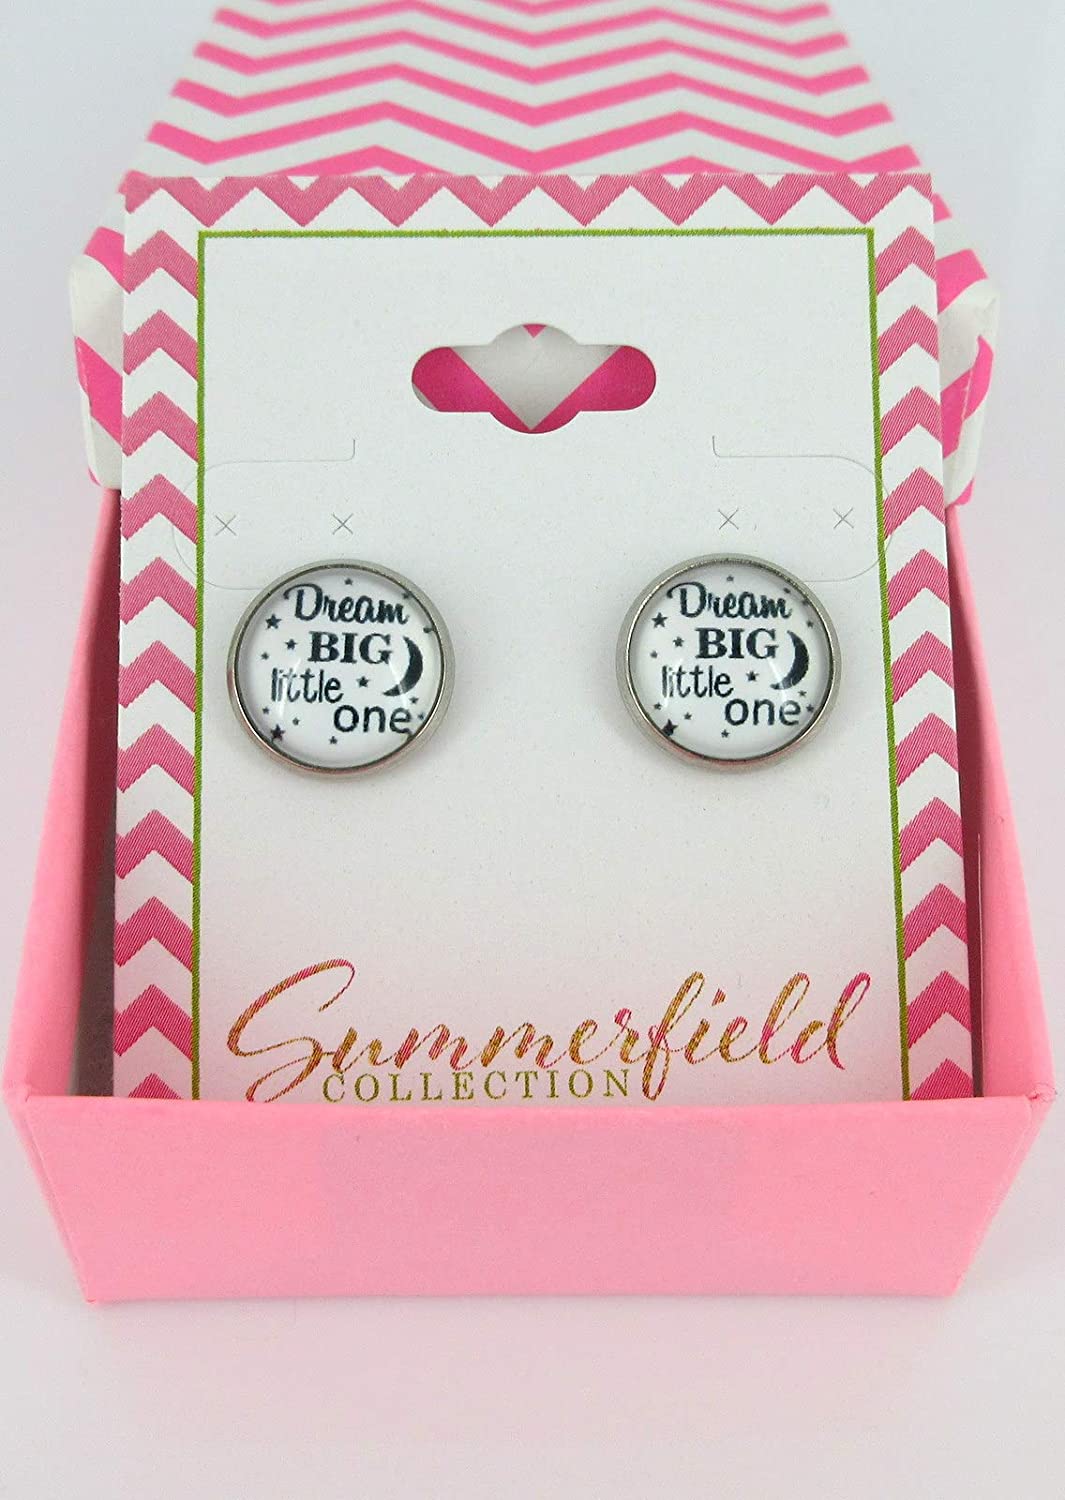 Dream
BIG
little
one
Dream
BIG
little
one
Summerfield
COLLECTION